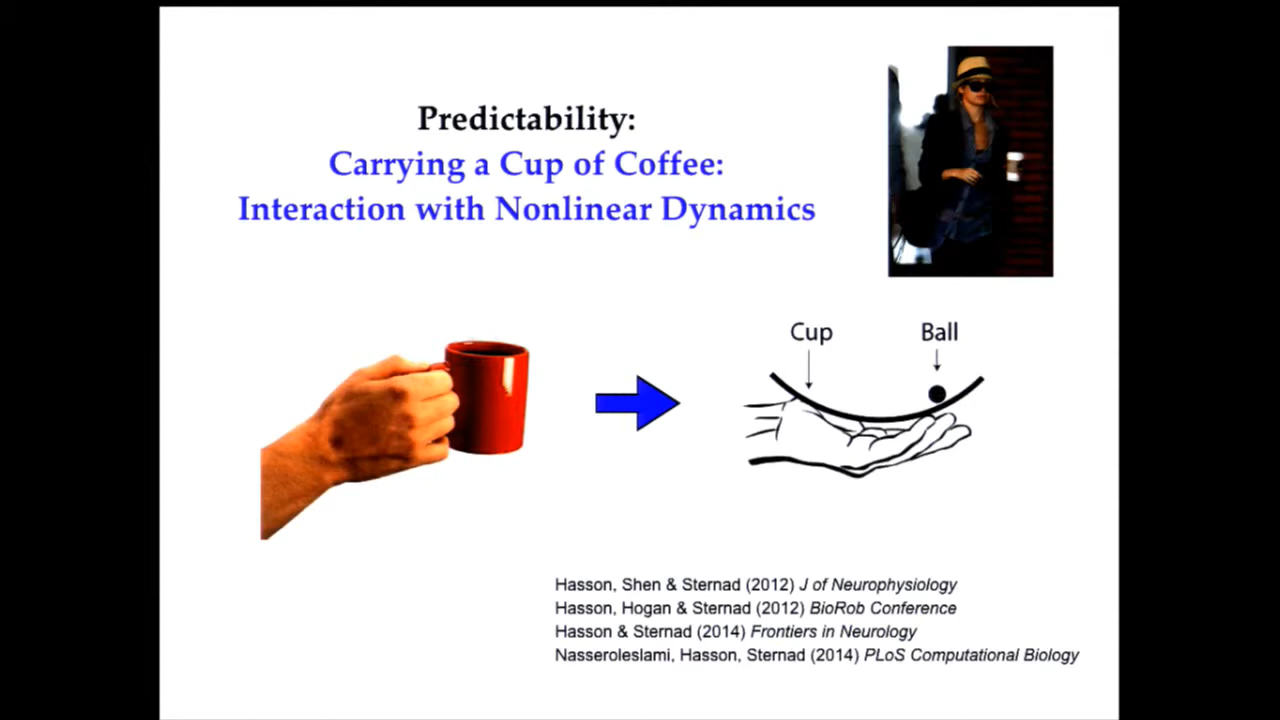 Predictability:
Carrying a Cup of Coffee:
Interaction with Nonlinear Dynamics
Cup
Ball
Hasson, Shen & Sternad (2012) J of Neurophysiology
Hasson, Hogan & Sternad (2012) BioRob Conference
Hasson & Sternad (2014) Frontiers in Neurology
Nasseroleslami, Hasson, Sternad (2014) PLoS Computational Biology